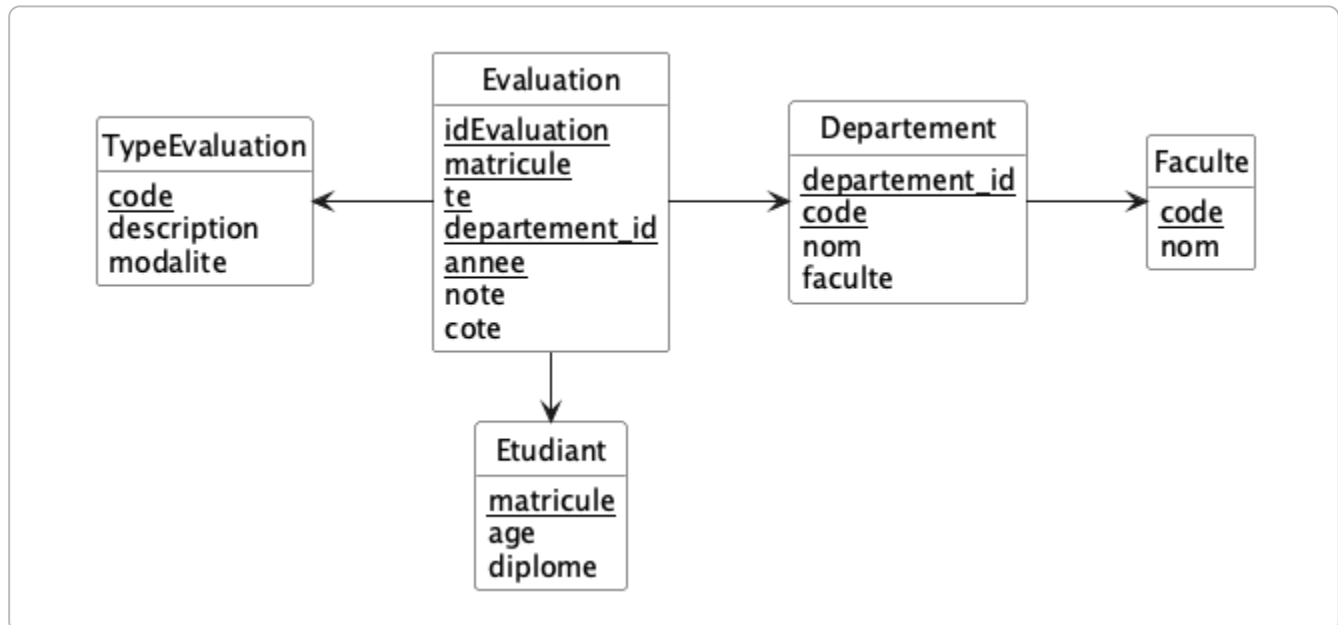 TypeEvaluation
code
description
modalite
Evaluation
idEvaluation
matricule
te
departement_id
annee
note
cote
Departement
departement_id
code
nom
faculte
Faculte
code
nom
Etudiant
matricule
age
diplome